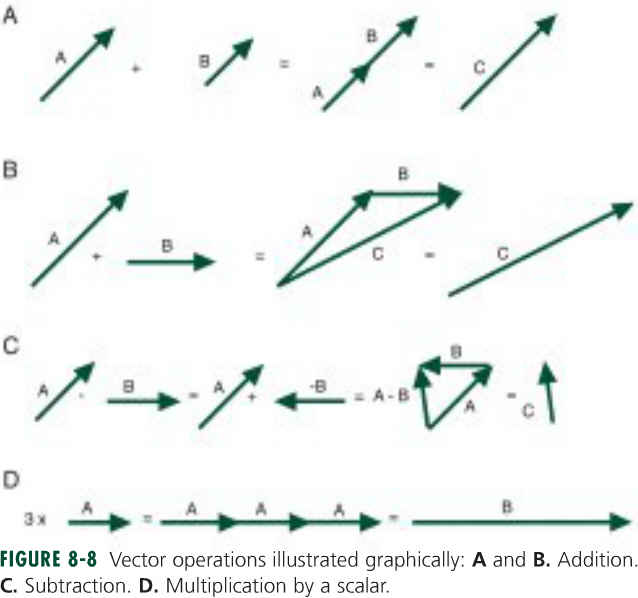 A
A + B = A B = C
B
A + B = A B C = C
C
A - B = A + -B = A - B B A = C
D
3 x A = A A A = B
FIGURE 8-8 Vector operations illustrated graphically: A and B. Addition.
C. Subtraction. D. Multiplication by a scalar.